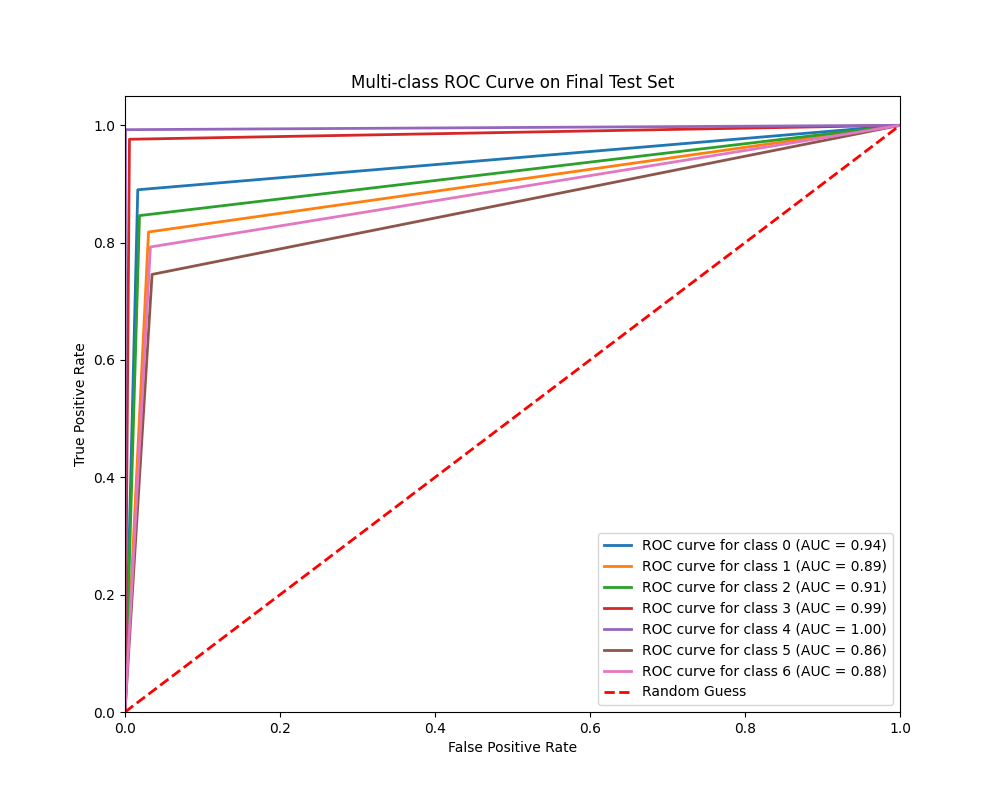 Multi-class ROC Curve on Final Test Set
True Positive Rate
1.0
0.8
0.6
0.4
0.2
0.0
0.0 0.2 0.4 0.6 0.8 1.0
False Positive Rate
ROC curve for class 0 (AUC = 0.94)
ROC curve for class 1 (AUC = 0.89)
ROC curve for class 2 (AUC = 0.91)
ROC curve for class 3 (AUC = 0.99)
ROC curve for class 4 (AUC = 1.00)
ROC curve for class 5 (AUC = 0.86)
ROC curve for class 6 (AUC = 0.88)
Random Guess